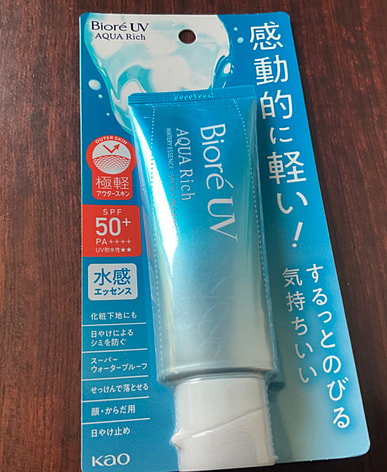 Bioré UV
AQUA Rich
感動的に軽い!
するっとのびる
気持ちいい
OUTER SKIN
極軽
アウタースキン
SPF
50+
PA++++
UV耐水性★★
水感
エッセンス
化粧下地にも
日やけによる
シミを防ぐ
スーパー
ウォータープルーフ
せっけんで落とせる
顔・からだ用
日やけ止め
Kao
Bioré UV
AQUA Rich
WATERY ESSENCE